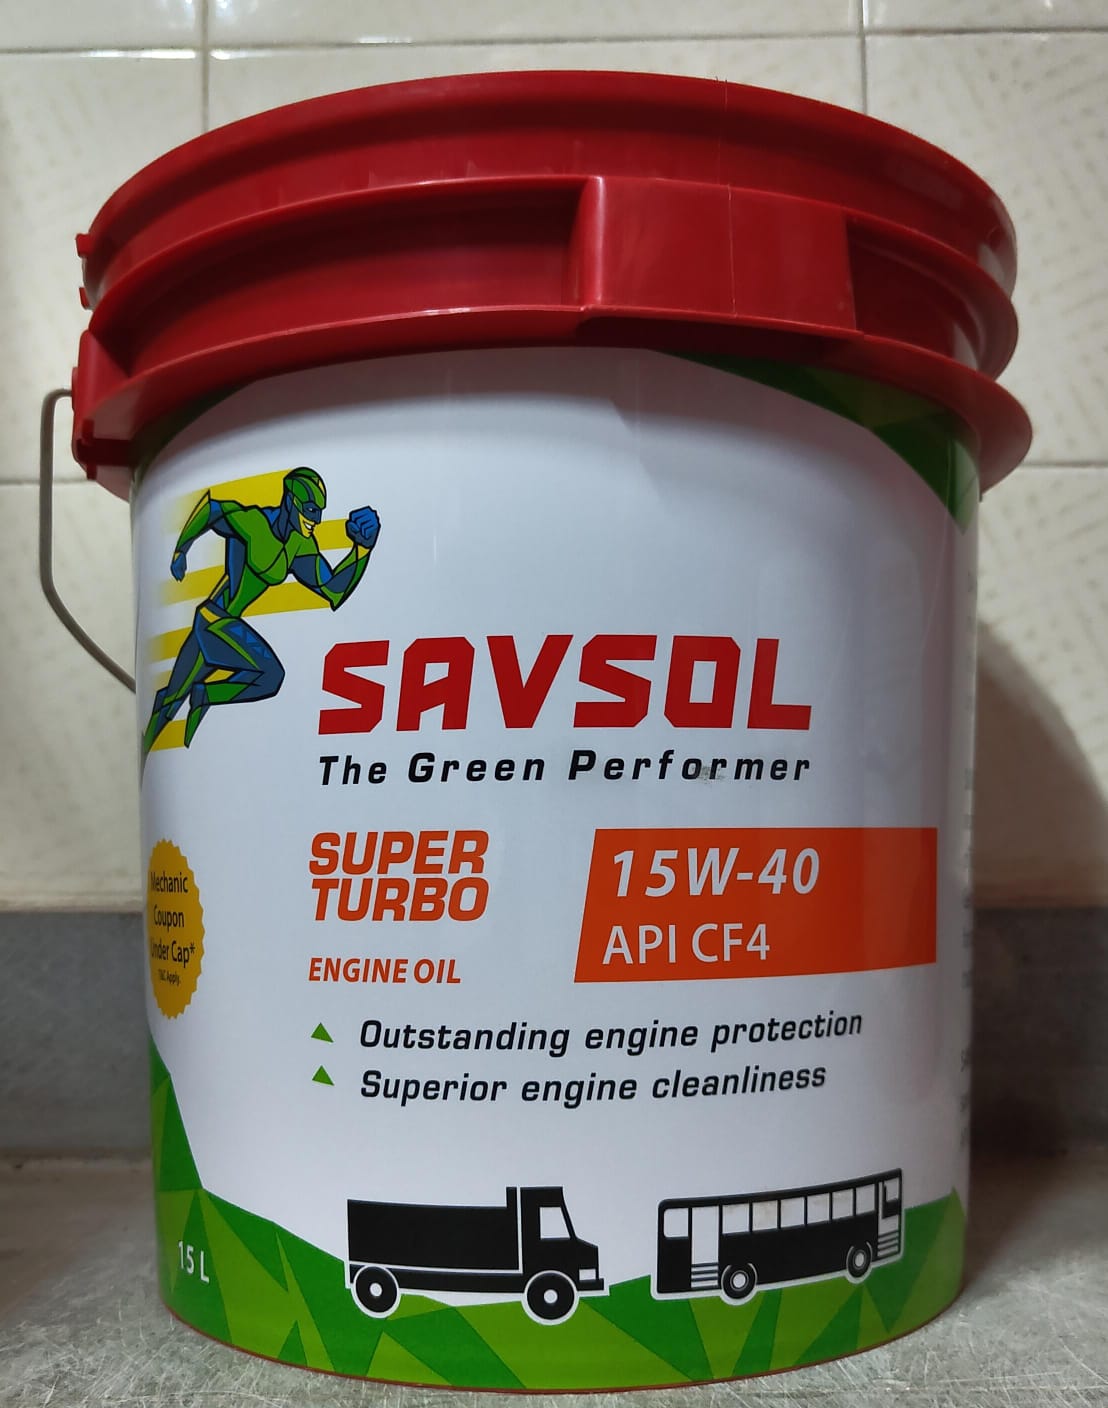 SAVSOL
The Green Performer
SUPER
TURBO
ENGINE OIL
15W-40
API CF4
Mechanic
Coupon
Under Cap*
T&C Apply.
Outstanding engine protection
Superior engine cleanliness
15 L